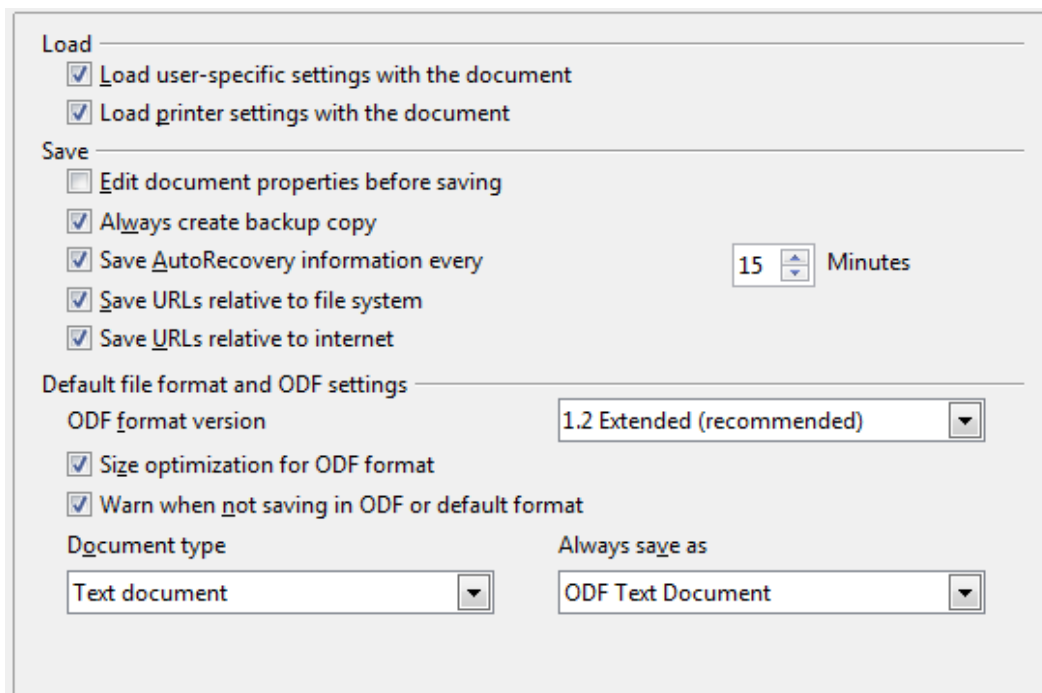 Load
Load user-specific settings with the document
Load printer settings with the document
Save
Edit document properties before saving
Always create backup copy
Save AutoRecovery information every 15 Minutes
Save URLs relative to file system
Save URLs relative to internet
Default file format and ODF settings
ODF format version 1.2 Extended (recommended)
Size optimization for ODF format
Warn when not saving in ODF or default format
Document type Always save as
Text document ODF Text Document